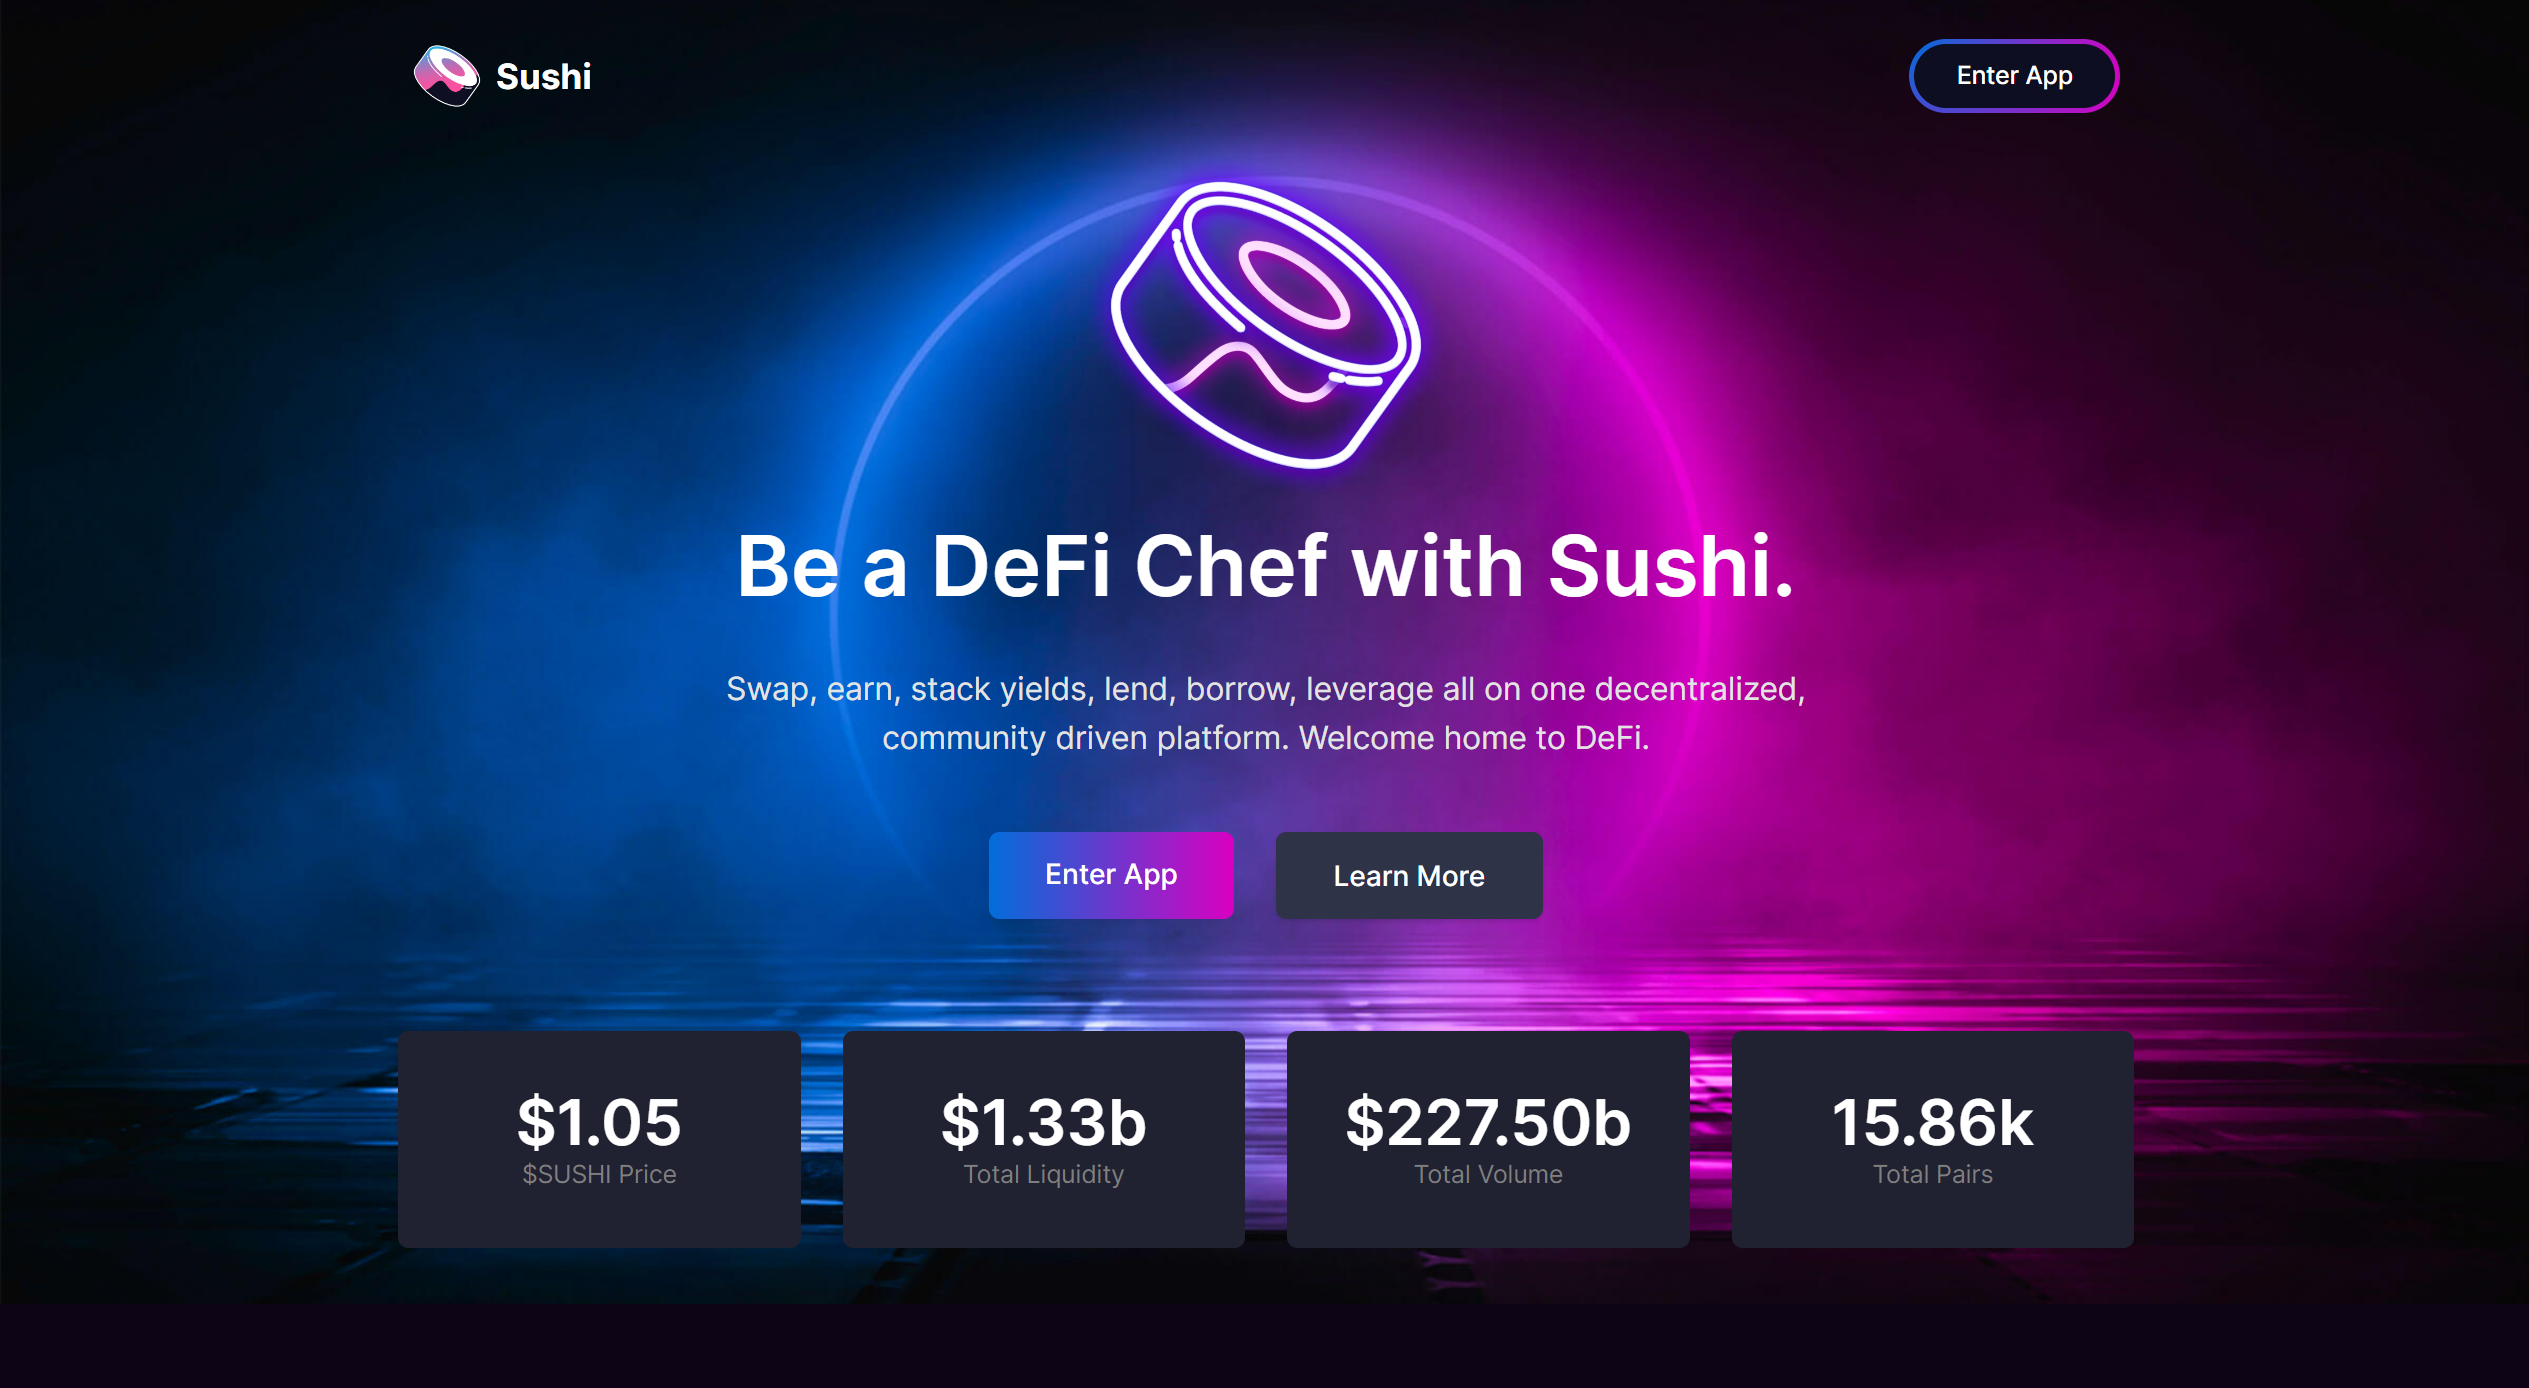 Sushi
Enter App
Be a DeFi Chef with Sushi.
Swap, earn, stack yields, lend, borrow, leverage all on one decentralized,
community driven platform. Welcome home to DeFi.
Enter App
Learn More
$1.05
$SUSHI Price
$1.33b
Total Liquidity
$227.50b
Total Volume
15.86k
Total Pairs